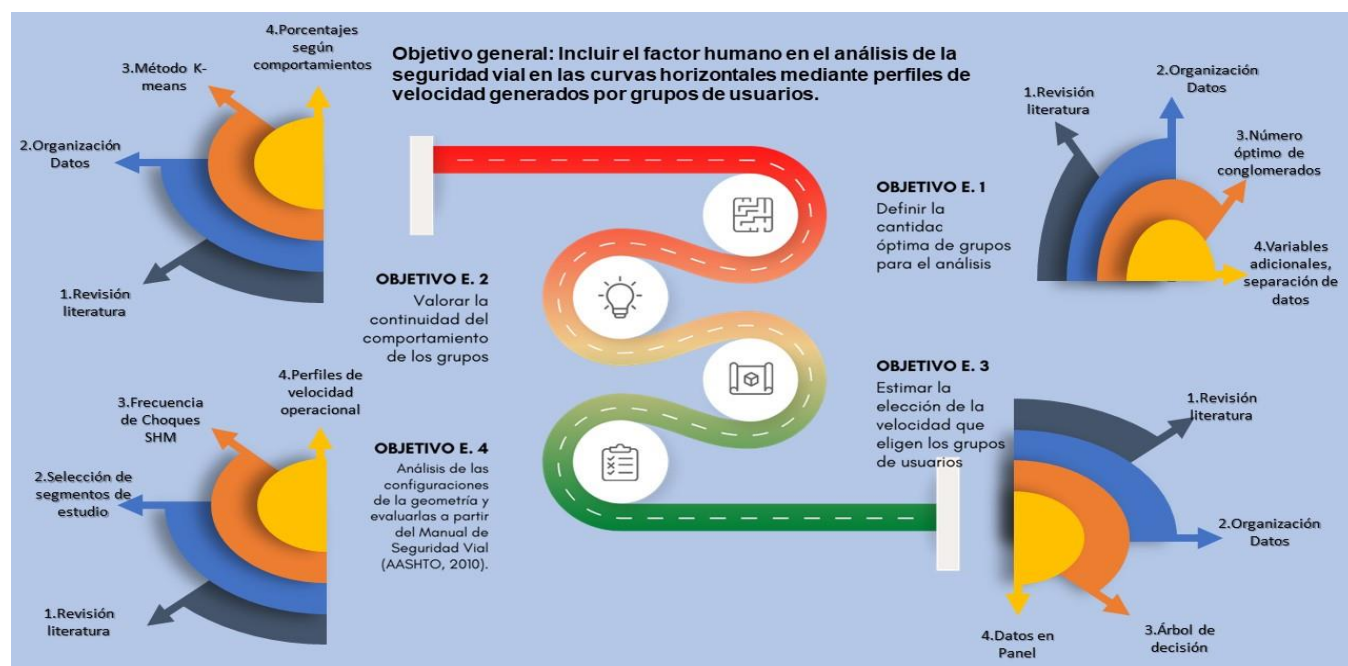 Objetivo general: Incluir el factor humano en el análisis de la
seguridad vial en las curvas horizontales mediante perfiles de
velocidad generados por grupos de usuarios.
4.Porcentajes
según
comportamientos
3.Método K-
means
2.Organización
Datos
1.Revisión
literatura
OBJETIVO E. 1
Definir la
cantidac
óptima de grupos
para el análisis
1.Revisión
literatura
2.Organización
Datos
3.Número
óptimo de
conglomerados
4.Variables
adicionales,
separación de
datos
OBJETIVO E. 2
Valorar la
continuidad del
comportamiento
de los grupos
OBJETIVO E. 3
Estimar la
elección de la
velocidad que
eligen los grupos
de usuarios
1.Revisión
literatura
2.Organización
Datos
3.Árbol de
decisión
4.Datos en
Panel
4.Perfiles de
velocidad
operacional
3.Frecuencia
de Choques
SHM
2.Selección de
segmentos de
estudio
1.Revisión
literatura
OBJETIVO E. 4
Análisis de las
configuraciones
de la geometría y
evaluarlas a partir
del Manual de
Seguridad Vial
(AASHTO, 2010).